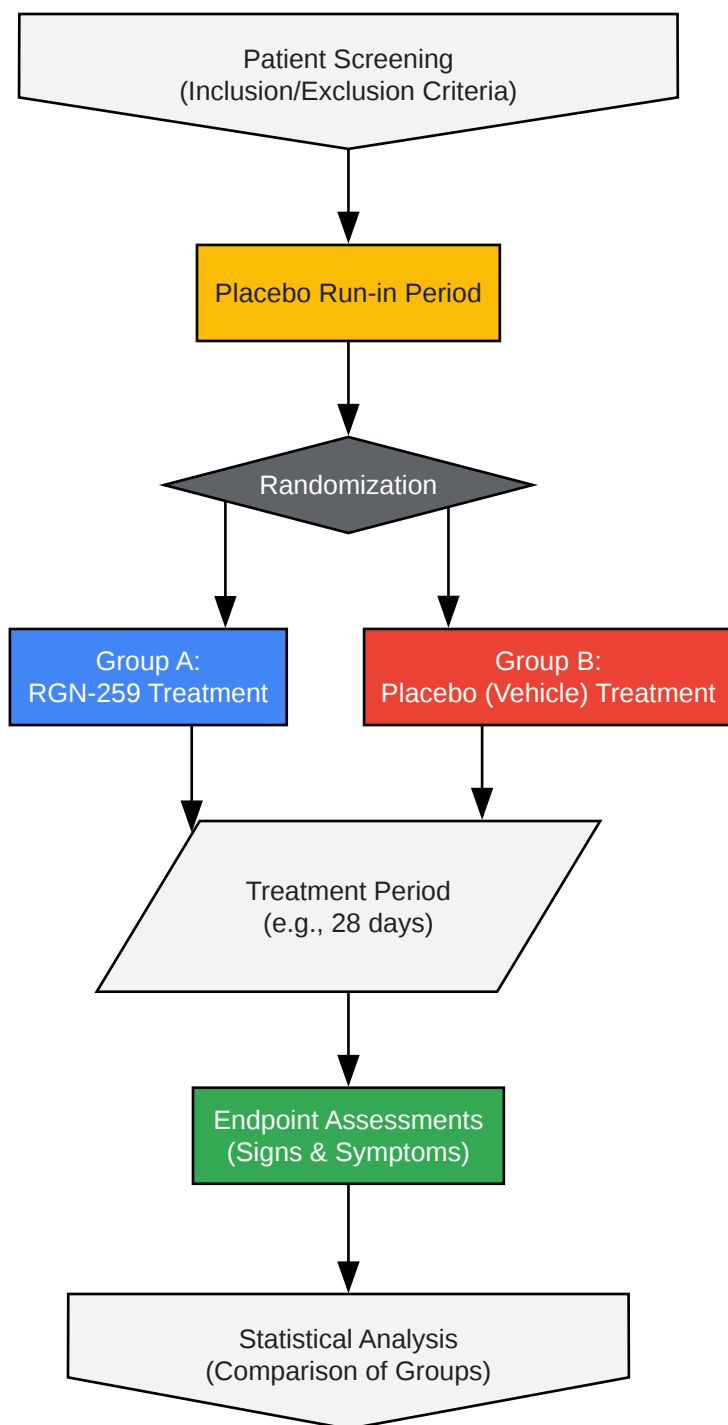 Patient Screening
(Inclusion/Exclusion Criteria)
Placebo Run-in Period
Randomization
Group A:
RGN-259 Treatment
Group B:
Placebo (Vehicle) Treatment
Treatment Period
(e.g., 28 days)
Endpoint Assessments
(Signs & Symptoms)
Statistical Analysis
(Comparison of Groups)